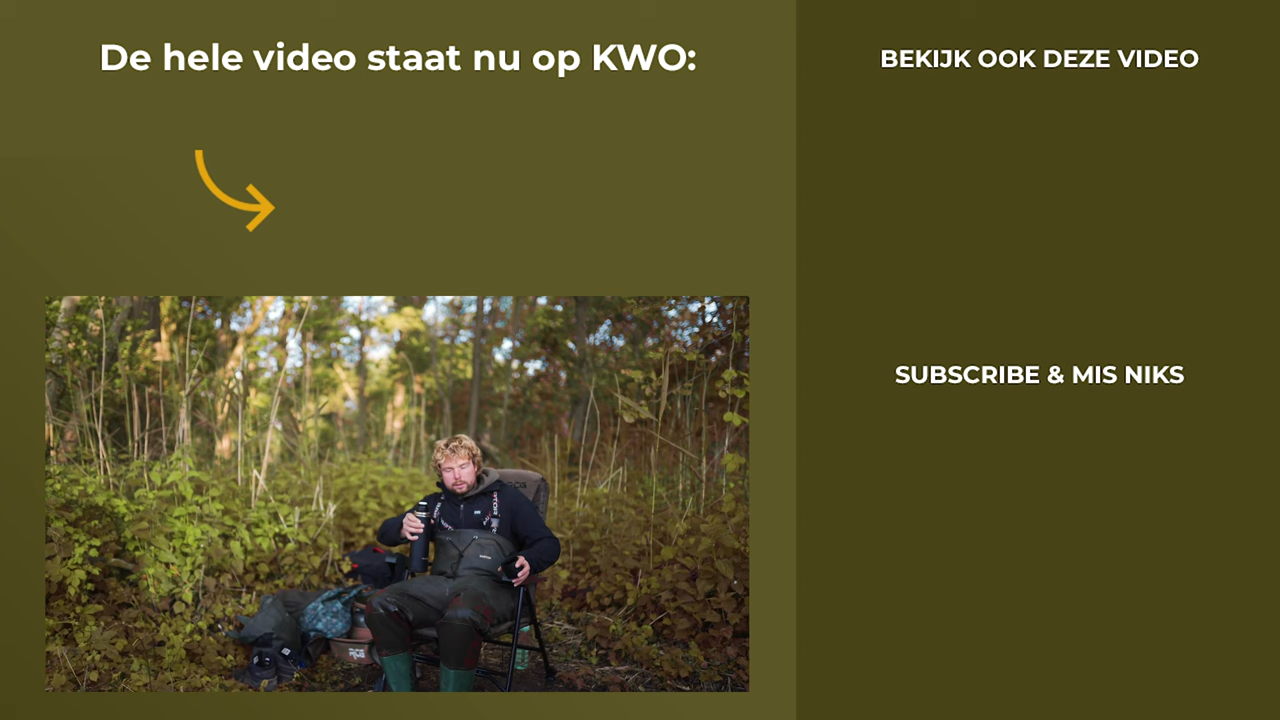 De hele video staat nu op KWO:
BEKIJK OOK DEZE VIDEO
SUBSCRIBE & MIS NIKS